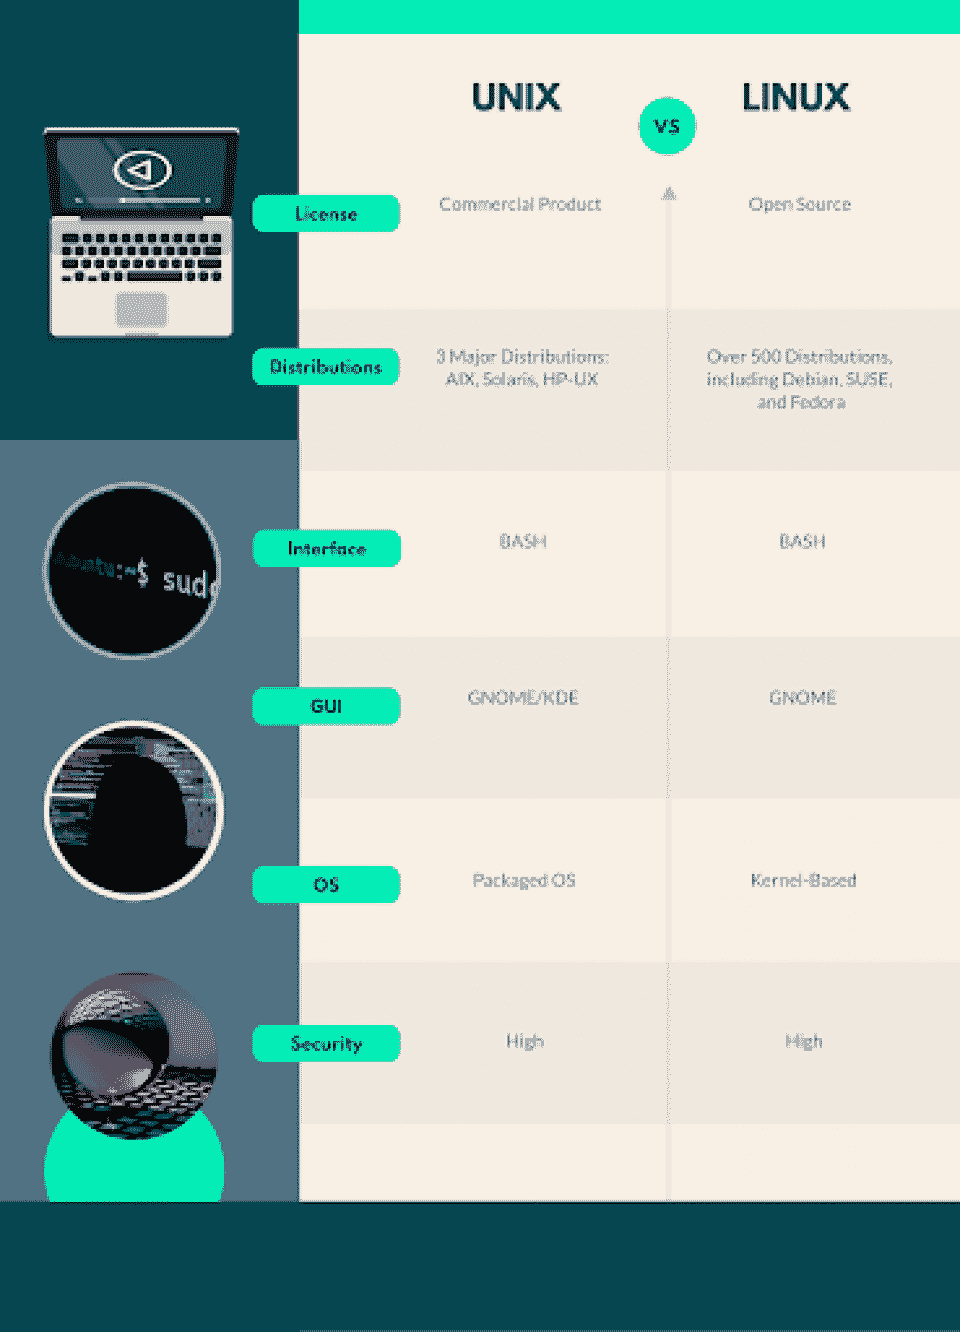 UNIX
VS
LINUX
License
Commercial Product
Open Source
Distributions
3 Major Distributions:
AIX, Solaris, HP-UX
Over 500 Distributions,
including Debian, SUSE,
and Fedora
Interface
BASH
BASH
ubuntu:~$ sudo
GUI
GNOME/KDE
GNOME
OS
Packaged OS
Kernel-Based
Security
High
High